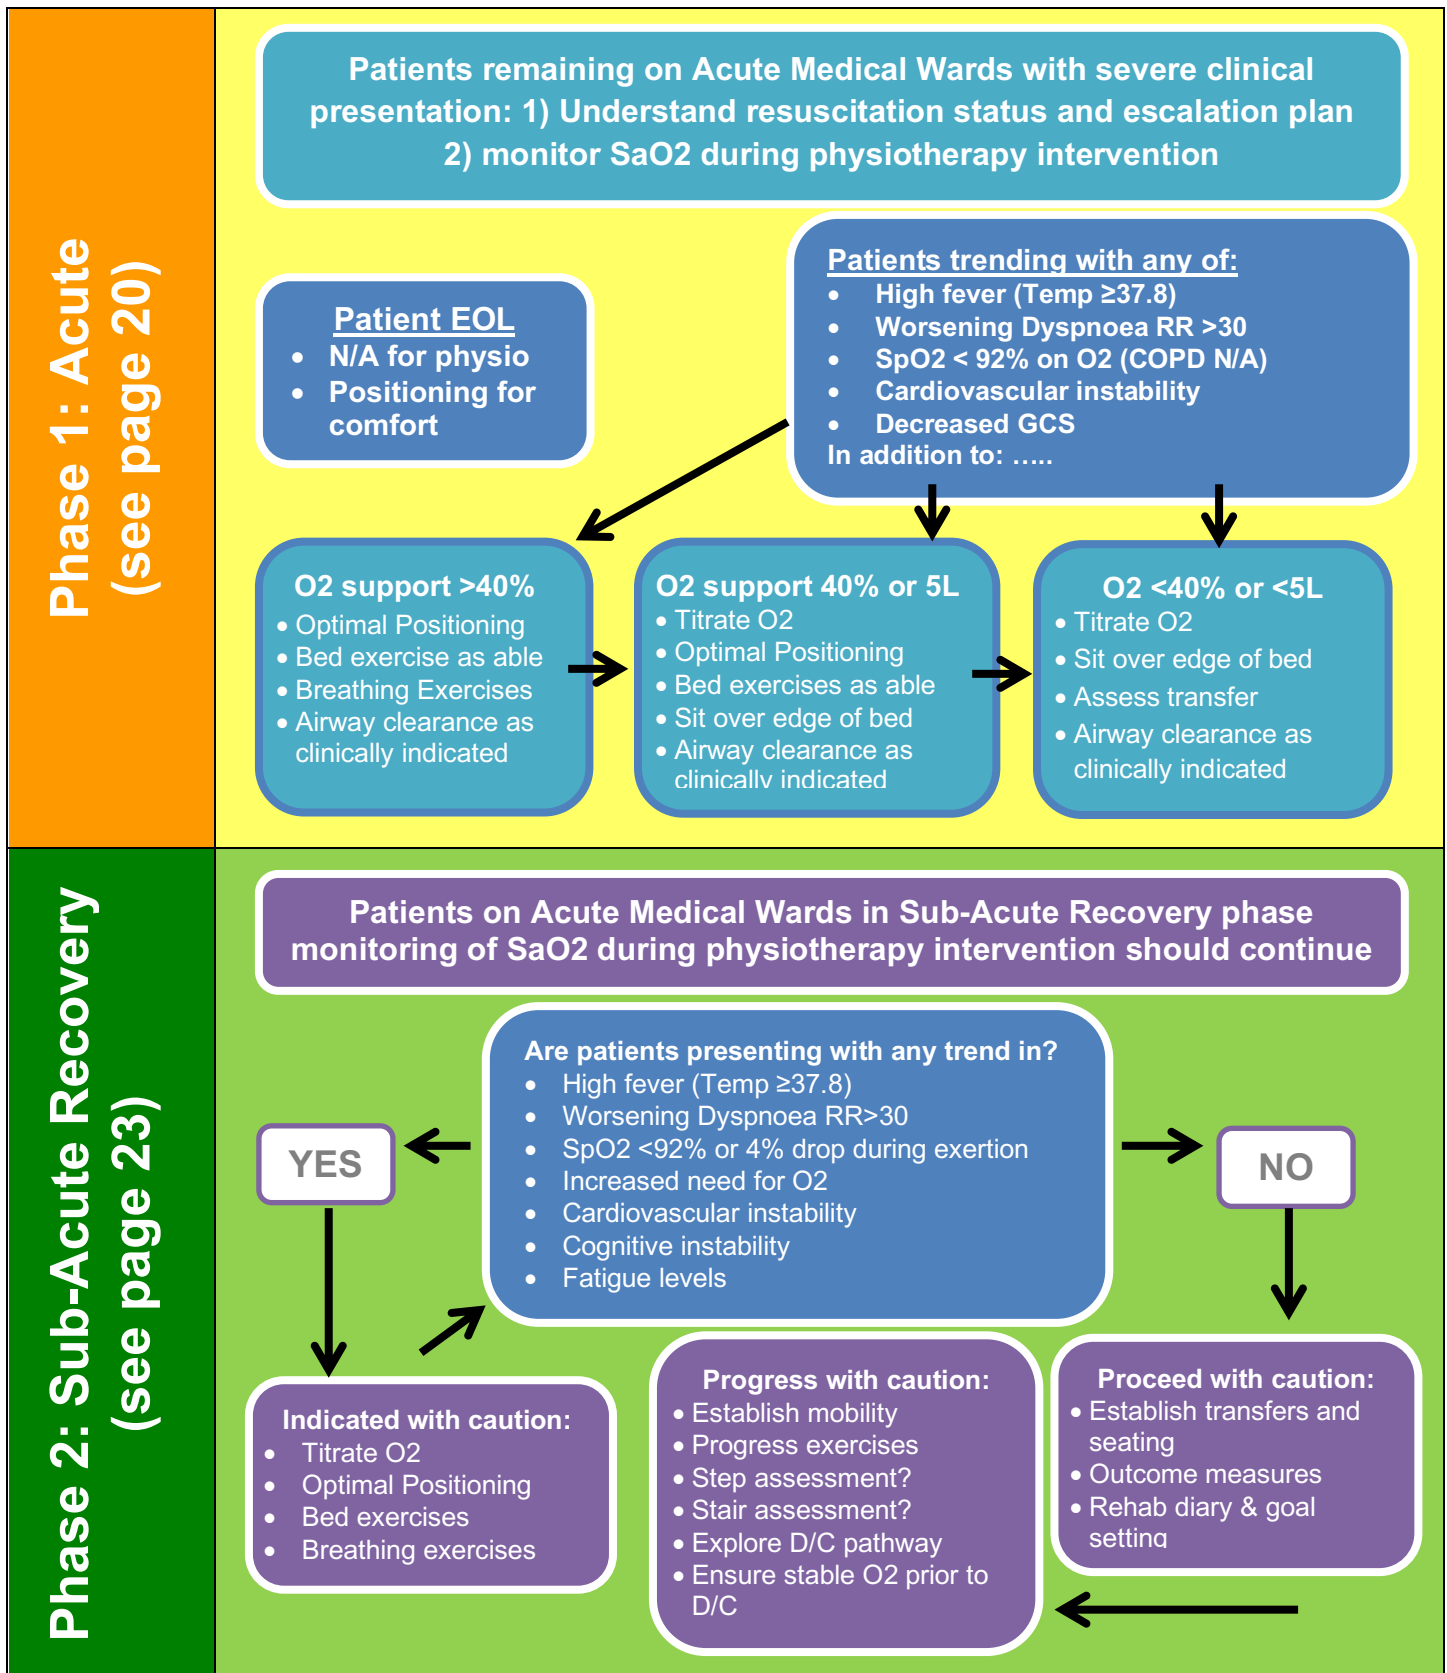 Phase 1: Acute
(see page 20)
Patients remaining on Acute Medical Wards with severe clinical
presentation: 1) Understand resuscitation status and escalation plan
2) monitor SaO2 during physiotherapy intervention
Patient EOL
• N/A for physio
• Positioning for
comfort
Patients trending with any of:
• High fever (Temp ≥37.8)
• Worsening Dyspnoea RR >30
• SpO2 < 92% on O2 (COPD N/A)
• Cardiovascular instability
• Decreased GCS
In addition to: …..
O2 support >40%
• Optimal Positioning
• Bed exercise as able
• Breathing Exercises
• Airway clearance as
clinically indicated
O2 support 40% or 5L
• Titrate O2
• Optimal Positioning
• Bed exercises as able
• Sit over edge of bed
• Airway clearance as
clinically indicated
O2 <40% or <5L
• Titrate O2
• Sit over edge of bed
• Assess transfer
• Airway clearance as
clinically indicated
Phase 2: Sub-Acute Recovery
(see page 23)
Patients on Acute Medical Wards in Sub-Acute Recovery phase
monitoring of SaO2 during physiotherapy intervention should continue
Are patients presenting with any trend in?
• High fever (Temp ≥37.8)
• Worsening Dyspnoea RR>30
• SpO2 <92% or 4% drop during exertion
• Increased need for O2
• Cardiovascular instability
• Cognitive instability
• Fatigue levels
YES
NO
Indicated with caution:
• Titrate O2
• Optimal Positioning
• Bed exercises
• Breathing exercises
Progress with caution:
• Establish mobility
• Progress exercises
• Step assessment?
• Stair assessment?
• Explore D/C pathway
• Ensure stable O2 prior to
D/C
Proceed with caution:
• Establish transfers and
seating
• Outcome measures
• Rehab diary & goal
setting